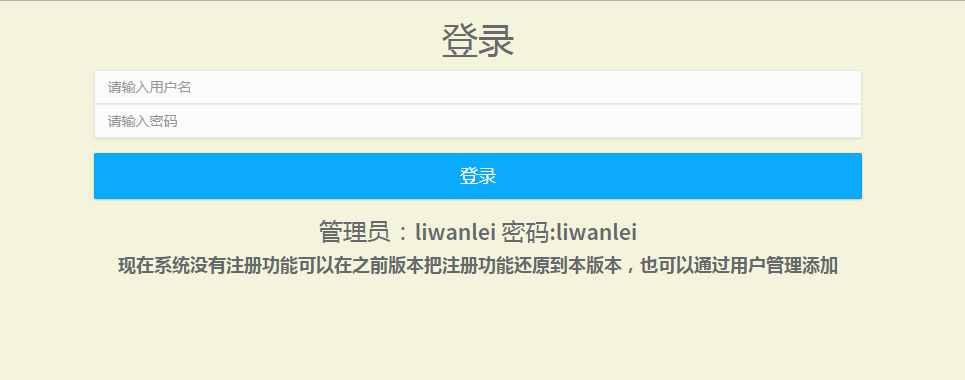 登录
请输入用户名
请输入密码
登录
管理员：liwanlei 密码:liwanlei
现在系统没有注册功能可以在之前版本把注册功能还原到本版本，也可以通过用户管理添加